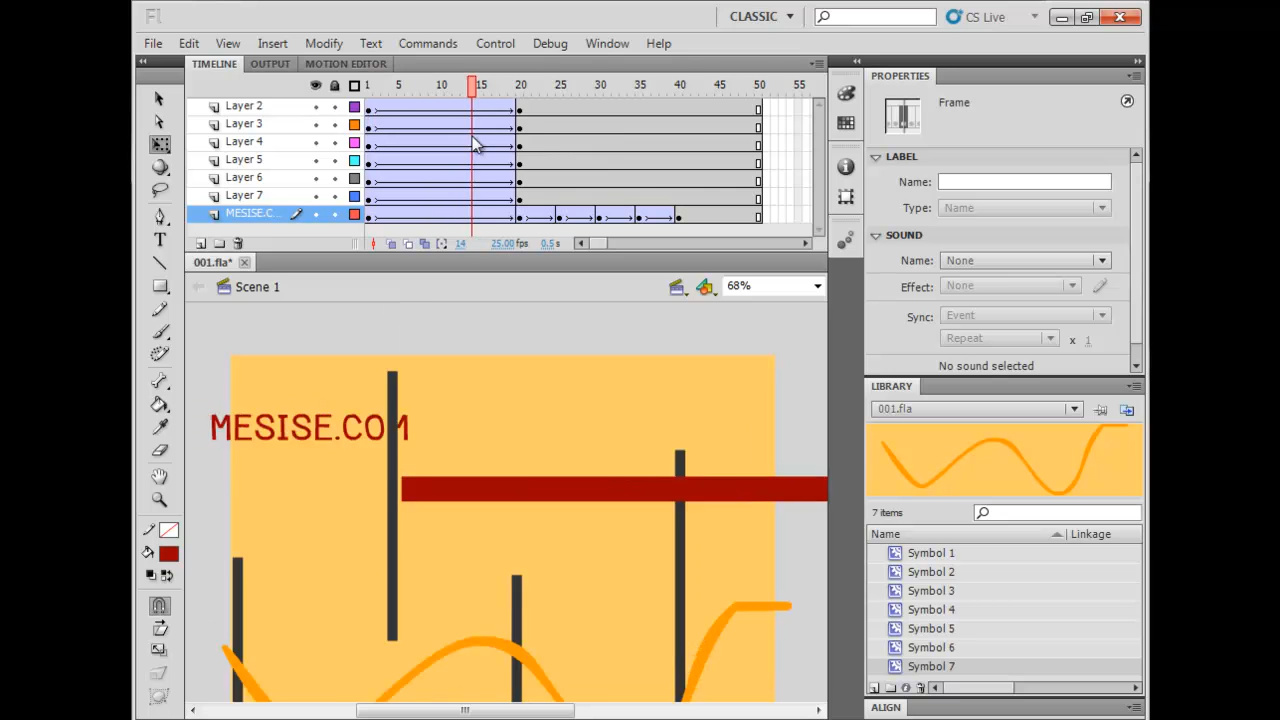 Fl CLASSIC CS Live
File Edit View Insert Modify Text Commands Control Debug Window Help
TIMELINE OUTPUT MOTION EDITOR
1 5 10 15 20 25 30 35 40 45 50 55
Layer 2
Layer 3
Layer 4
Layer 5
Layer 6
Layer 7
MESISE.C...
14 25.00 fps 0.5 s
001.fla*
Scene 1 68%
MESISE.COM
PROPERTIES
Frame
LABEL
Name:
Type: Name
SOUND
Name: None
Effect: None
Sync: Event
Repeat x 1
No sound selected
LIBRARY
001.fla
7 items
Name Linkage
Symbol 1
Symbol 2
Symbol 3
Symbol 4
Symbol 5
Symbol 6
Symbol 7
ALIGN